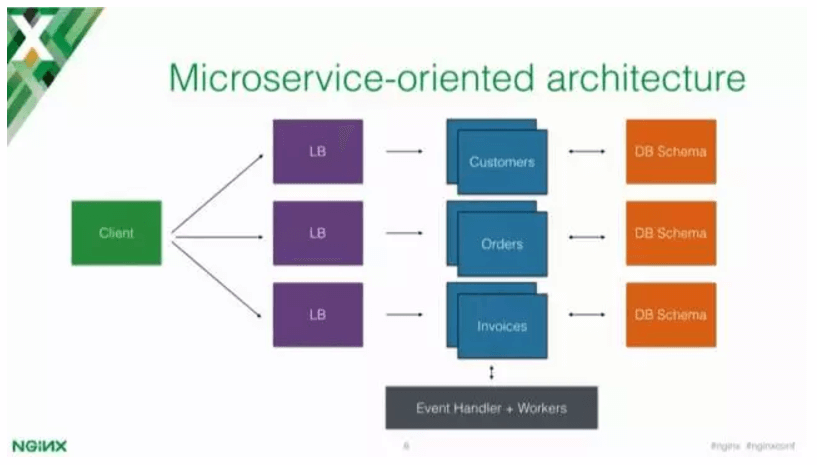 Microservice-oriented architecture
LB
Customers
DB Schema
Client
LB
Orders
DB Schema
LB
Invoices
DB Schema
Event Handler + Workers
NGINX
#nginx #nginxconf